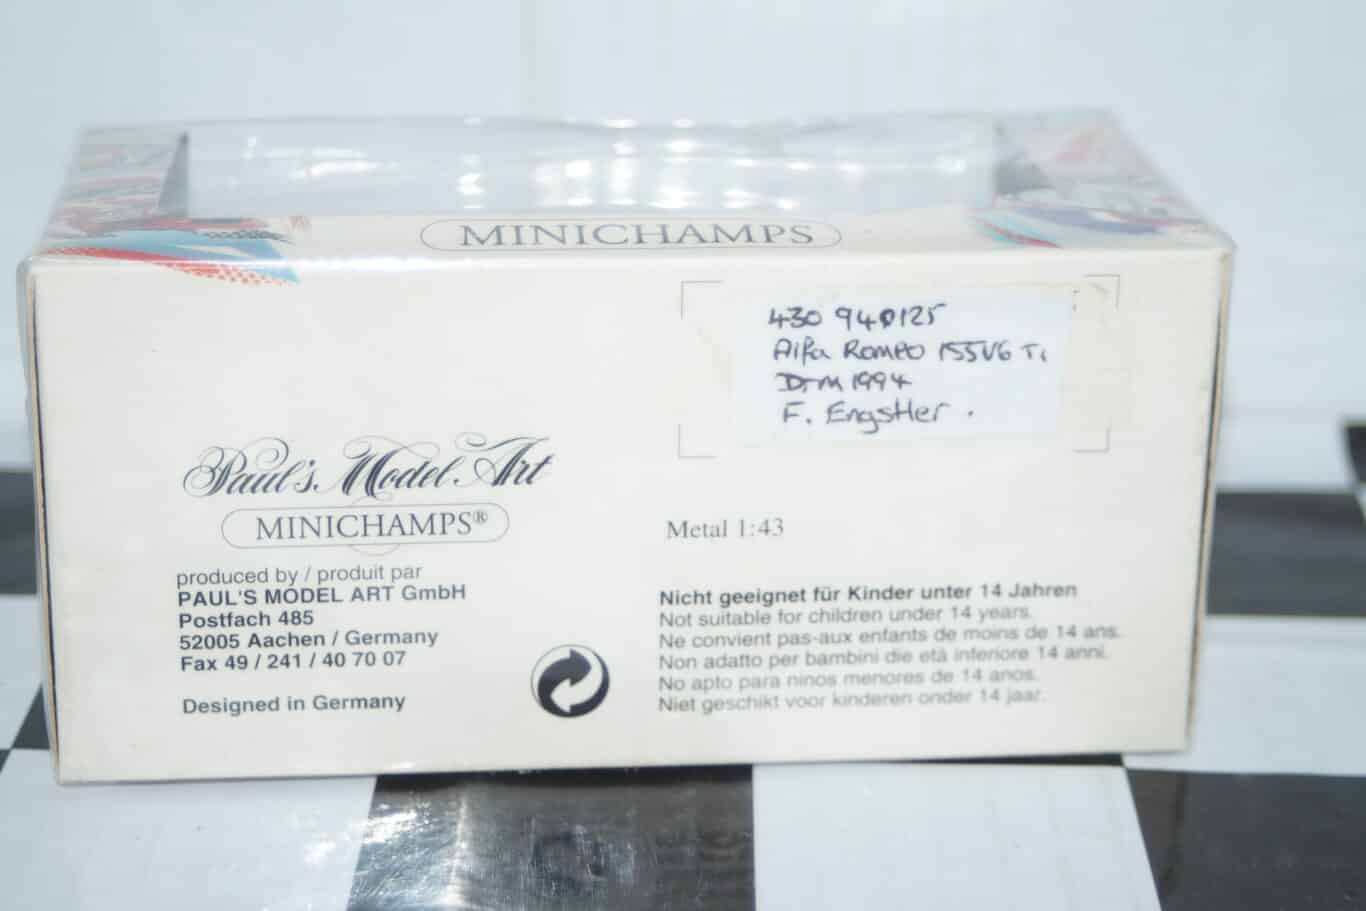 MINICHAMPS
430 940125
Alfa Romeo 155V6 Ti
DTM 1994
F. Engstler.
Paul's Model Art
MINICHAMPS®
Metal 1:43
produced by / produit par
PAUL'S MODEL ART GmbH
Postfach 485
52005 Aachen / Germany
Fax 49 / 241 / 40 70 07
Designed in Germany
Nicht geeignet für Kinder unter 14 Jahren
Not suitable for children under 14 years.
Ne convient pas-aux enfants de moins de 14 ans.
Non adatto per bambini die età inferiore 14 anni.
No apto para ninos menores de 14 anos.
Niet geschikt voor kinderen onder 14 jaar.